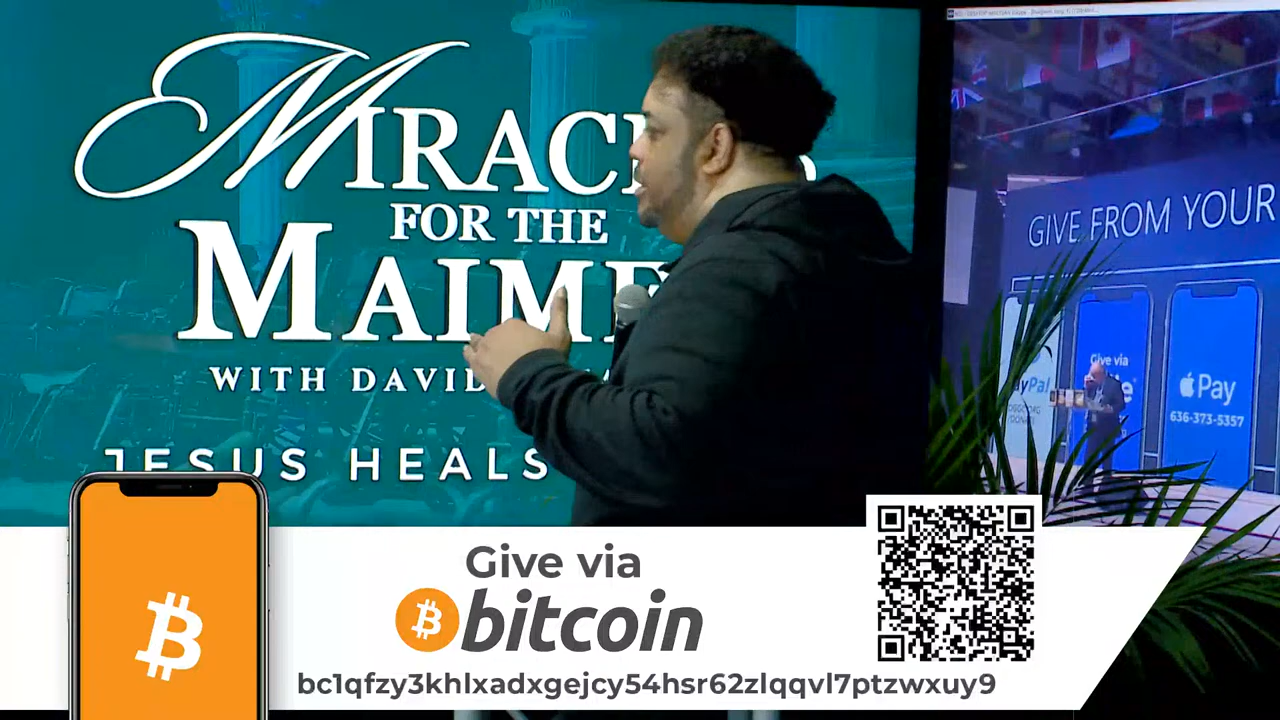 MIRAC
FOR THE
MAIME
WITH DAVID
JESUS HEALS
GIVE FROM YOUR
Give via
Pay
636-373-5357
Give via
bitcoin
bc1qfzy3khlxadxgejcy54hsr62zlqqvl7ptzwxuy9